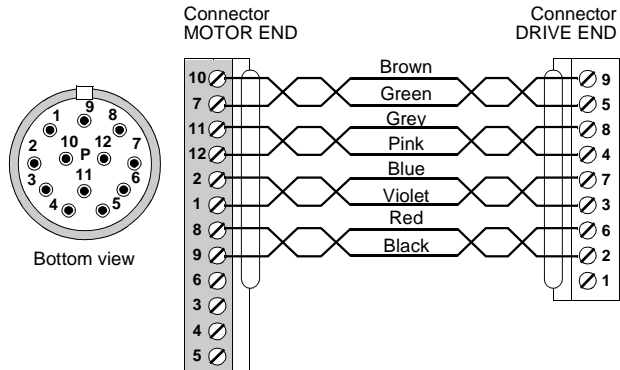 Connector
MOTOR END
Connector
DRIVE END
10
Brown
9
7
Green
5
11
Grey
8
12
Pink
4
2
Blue
7
1
Violet
3
8
Red
6
9
Black
2
6
1
3
4
5
9
1
8
2
10
12
7
P
3
11
6
4
5
Bottom view